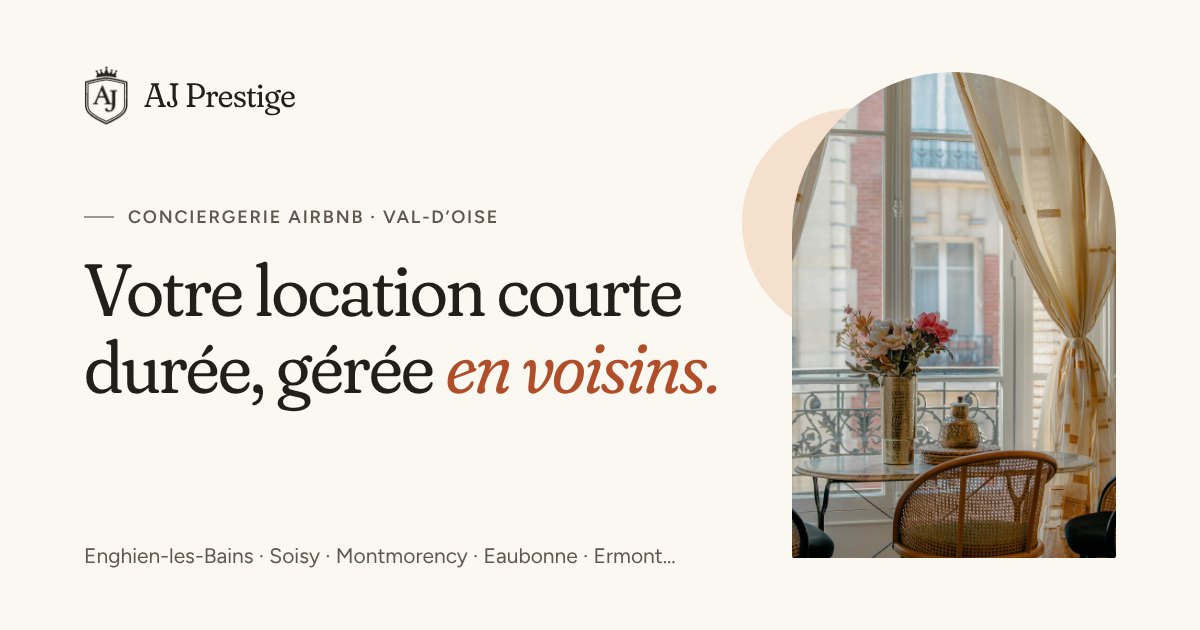 AJ
AJ Prestige
CONCIERGERIE AIRBNB · VAL-D’OISE
Votre location courte
durée, gérée en voisins.
Enghien-les-Bains · Soisy · Montmorency · Eaubonne · Ermont...